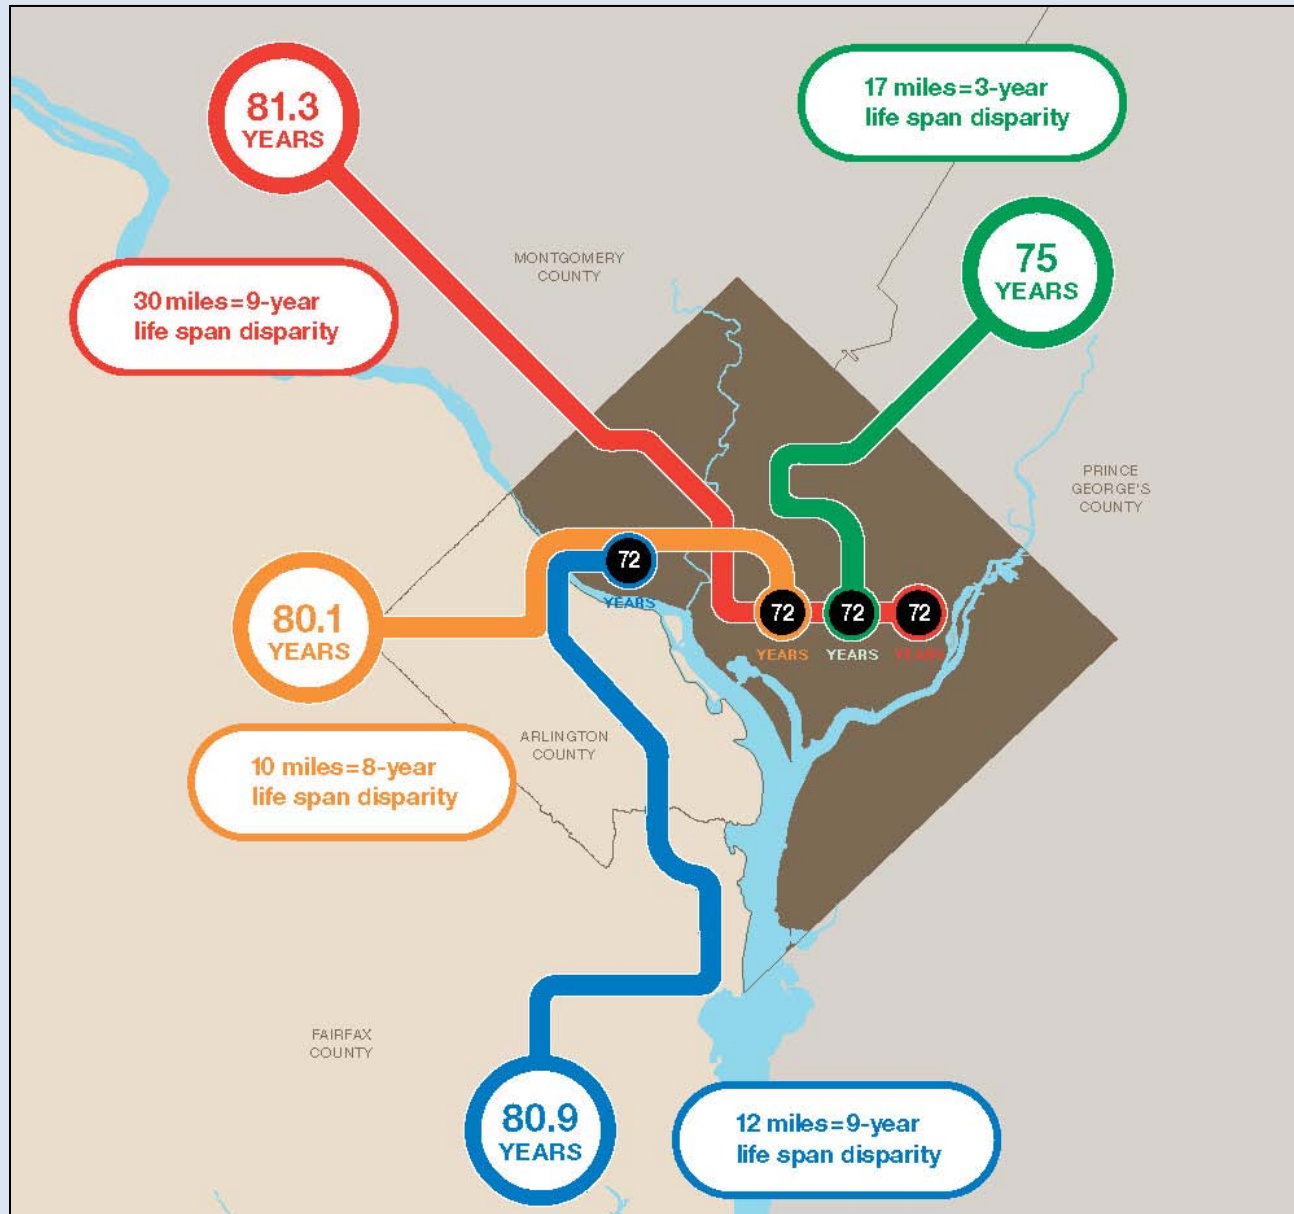 81.3
YEARS
17 miles=3-year
life span disparity
75
YEARS
MONTGOMERY
COUNTY
30 miles=9-year
life span disparity
PRINCE
GEORGE'S
COUNTY
72
YEARS
80.1
YEARS
72
YEARS
72
YEARS
72
YEARS
ARLINGTON
COUNTY
10 miles=8-year
life span disparity
FAIRFAX
COUNTY
80.9
YEARS
12 miles=9-year
life span disparity